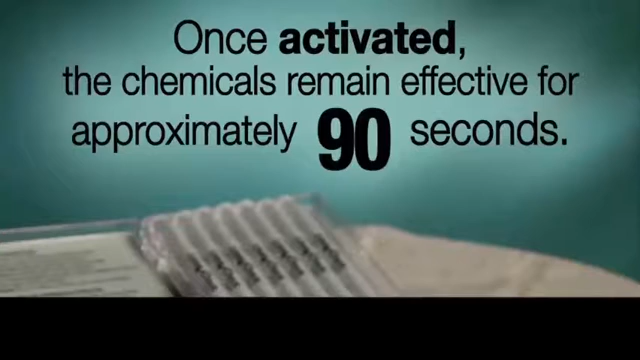 Once activated,
the chemicals remain effective for
approximately 90 seconds.